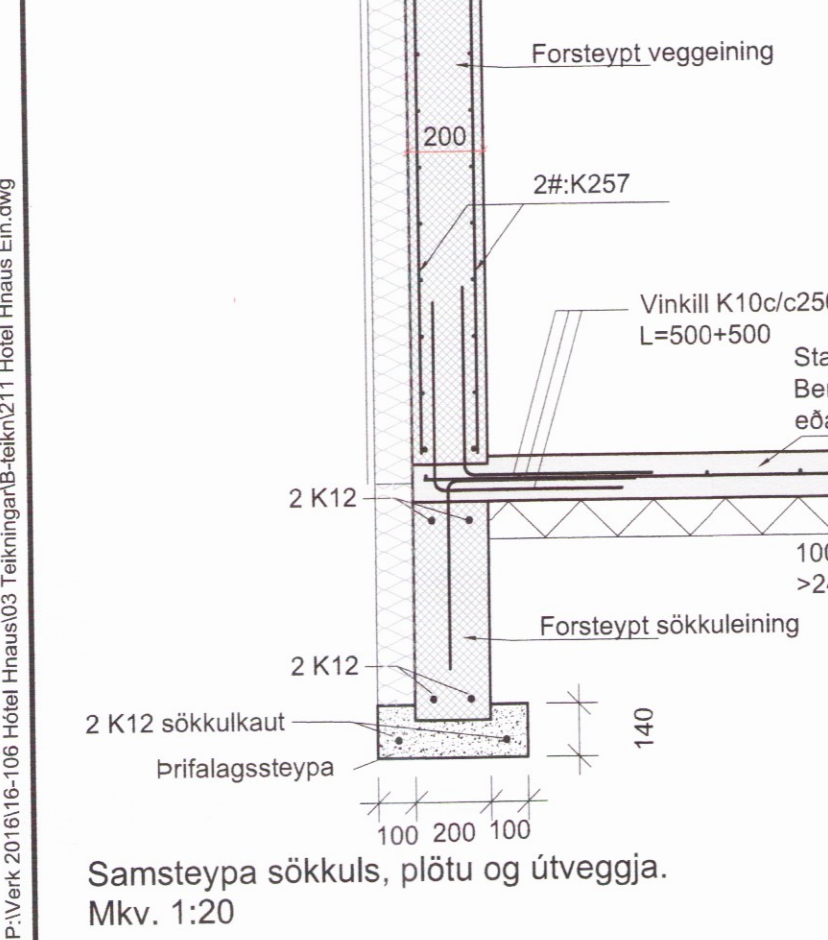 P:\Verk 2016\16-106 Hótel Hnaus\03 Teikningar\B-teikn\211 Hotel Hnaus Ein.dwg
Forsteypt veggeining
200
2#:K257
Vinkill K10c/c250
L=500+500
2 K12
Forsteypt sökkuleining
2 K12
2 K12 sökkulkaut
Þrifalagssteypa
140
100 200 100
Samsteypa sökkuls, plötu og útveggja.
Mkv. 1:20